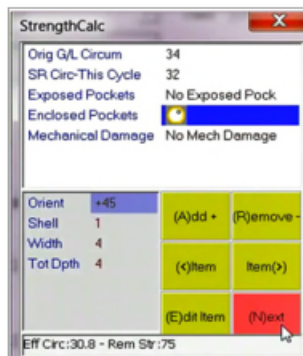 StrengthCalc
X
Orig G/L Circum 34
SR Circ-This Cycle 32
Exposed Pockets No Exposed Pock
Enclosed Pockets
Mechanical Damage No Mech Damage
Orient +45
Shell 1
Width 4
Tot Dpth 4
(A)dd + (R)emove -
(<)Item Item(>)
(E)dit Item (N)ext
Eff Circ:30.8 - Rem Str:75